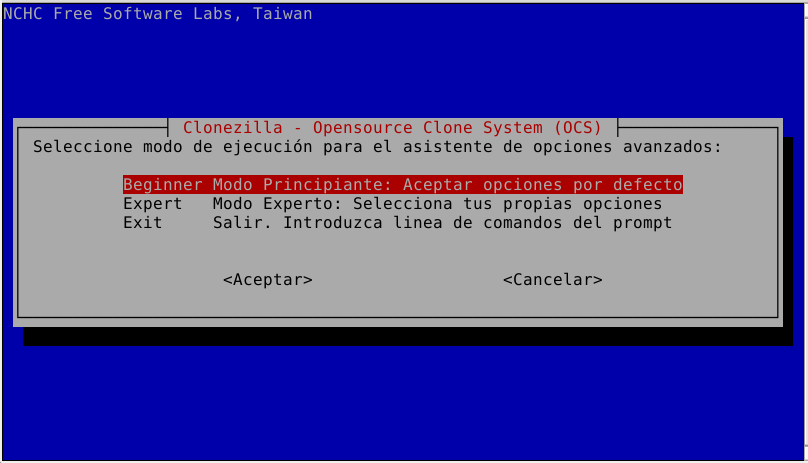 NCHC Free Software Labs, Taiwan
Clonezilla - Opensource Clone System (OCS)
Seleccione modo de ejecución para el asistente de opciones avanzados:
Beginner Modo Principiante: Aceptar opciones por defecto
Expert Modo Experto: Selecciona tus propias opciones
Exit Salir. Introduzca linea de comandos del prompt
<Aceptar> <Cancelar>